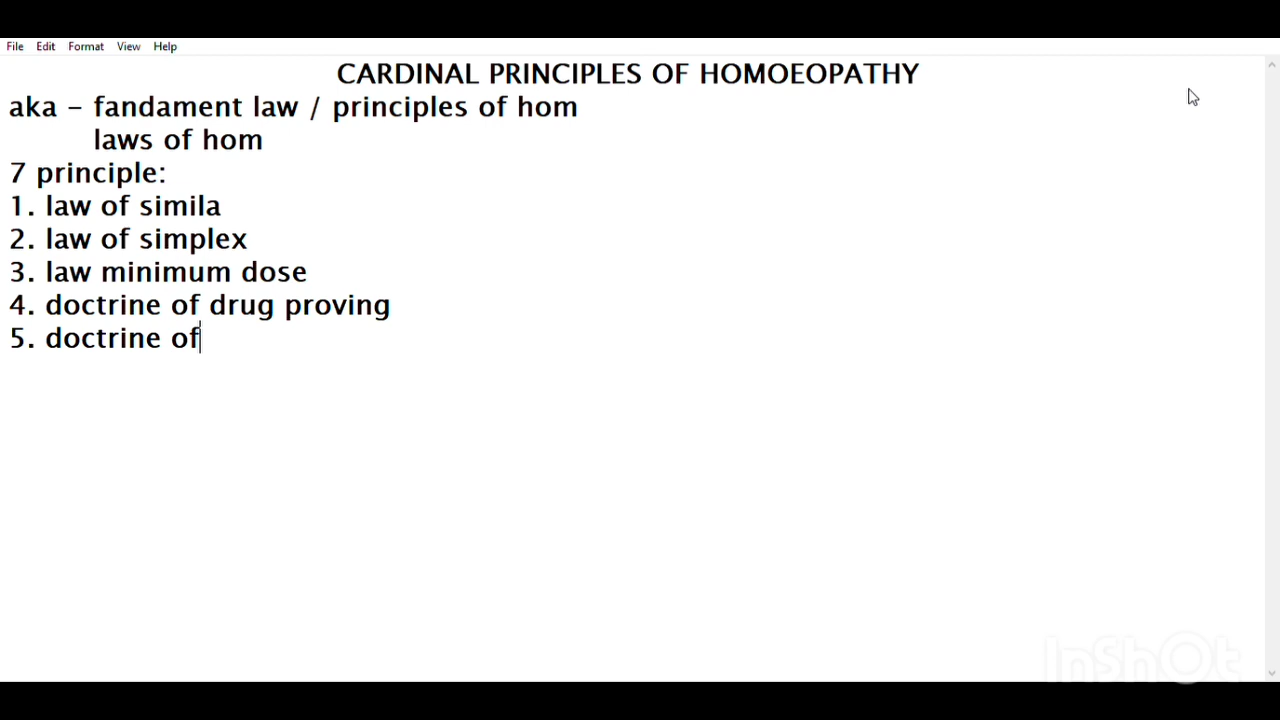 File Edit Format View Help
CARDINAL PRINCIPLES OF HOMOEOPATHY
aka - fandament law / principles of hom
laws of hom
7 principle:
1. law of simila
2. law of simplex
3. law minimum dose
4. doctrine of drug proving
5. doctrine of
InShOt